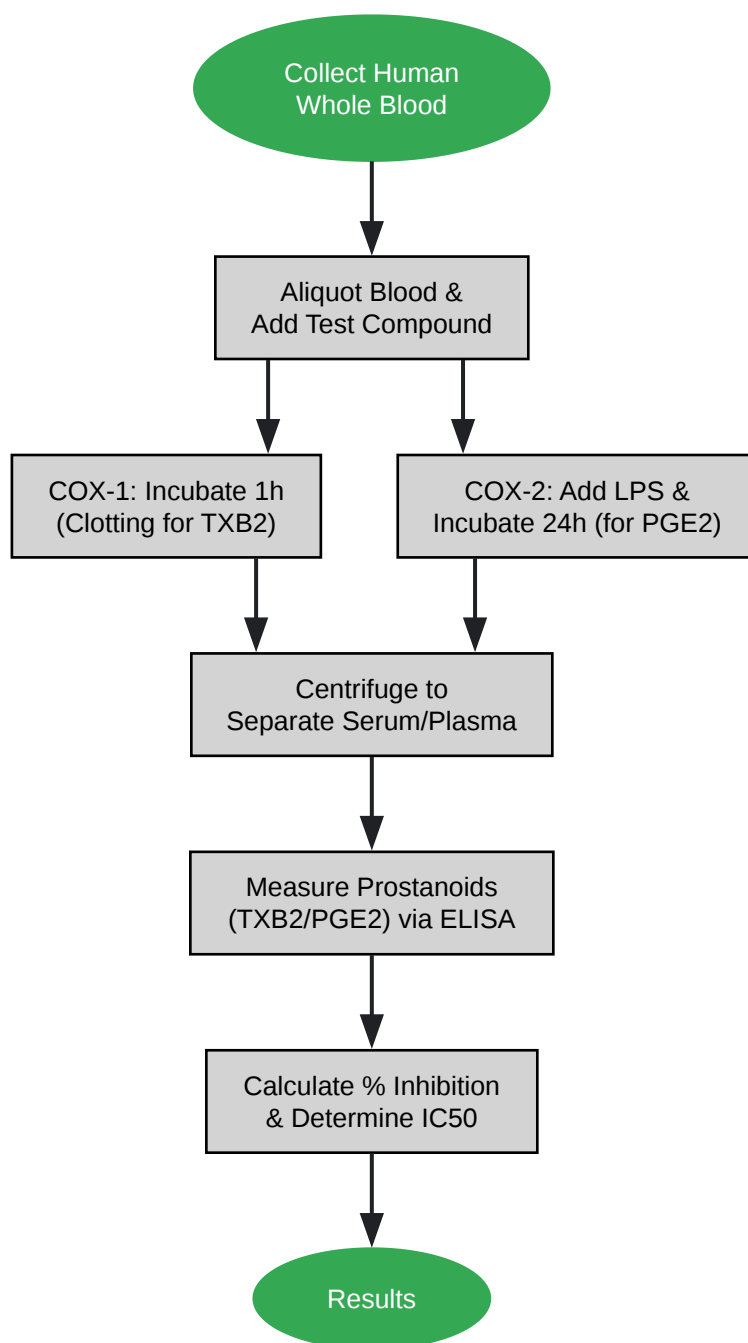 Collect Human
Whole Blood
Aliquot Blood &
Add Test Compound
COX-1: Incubate 1h
(Clotting for TXB2)
COX-2: Add LPS &
Incubate 24h (for PGE2)
Centrifuge to
Separate Serum/Plasma
Measure Prostanoids
(TXB2/PGE2) via ELISA
Calculate % Inhibition
& Determine IC50
Results